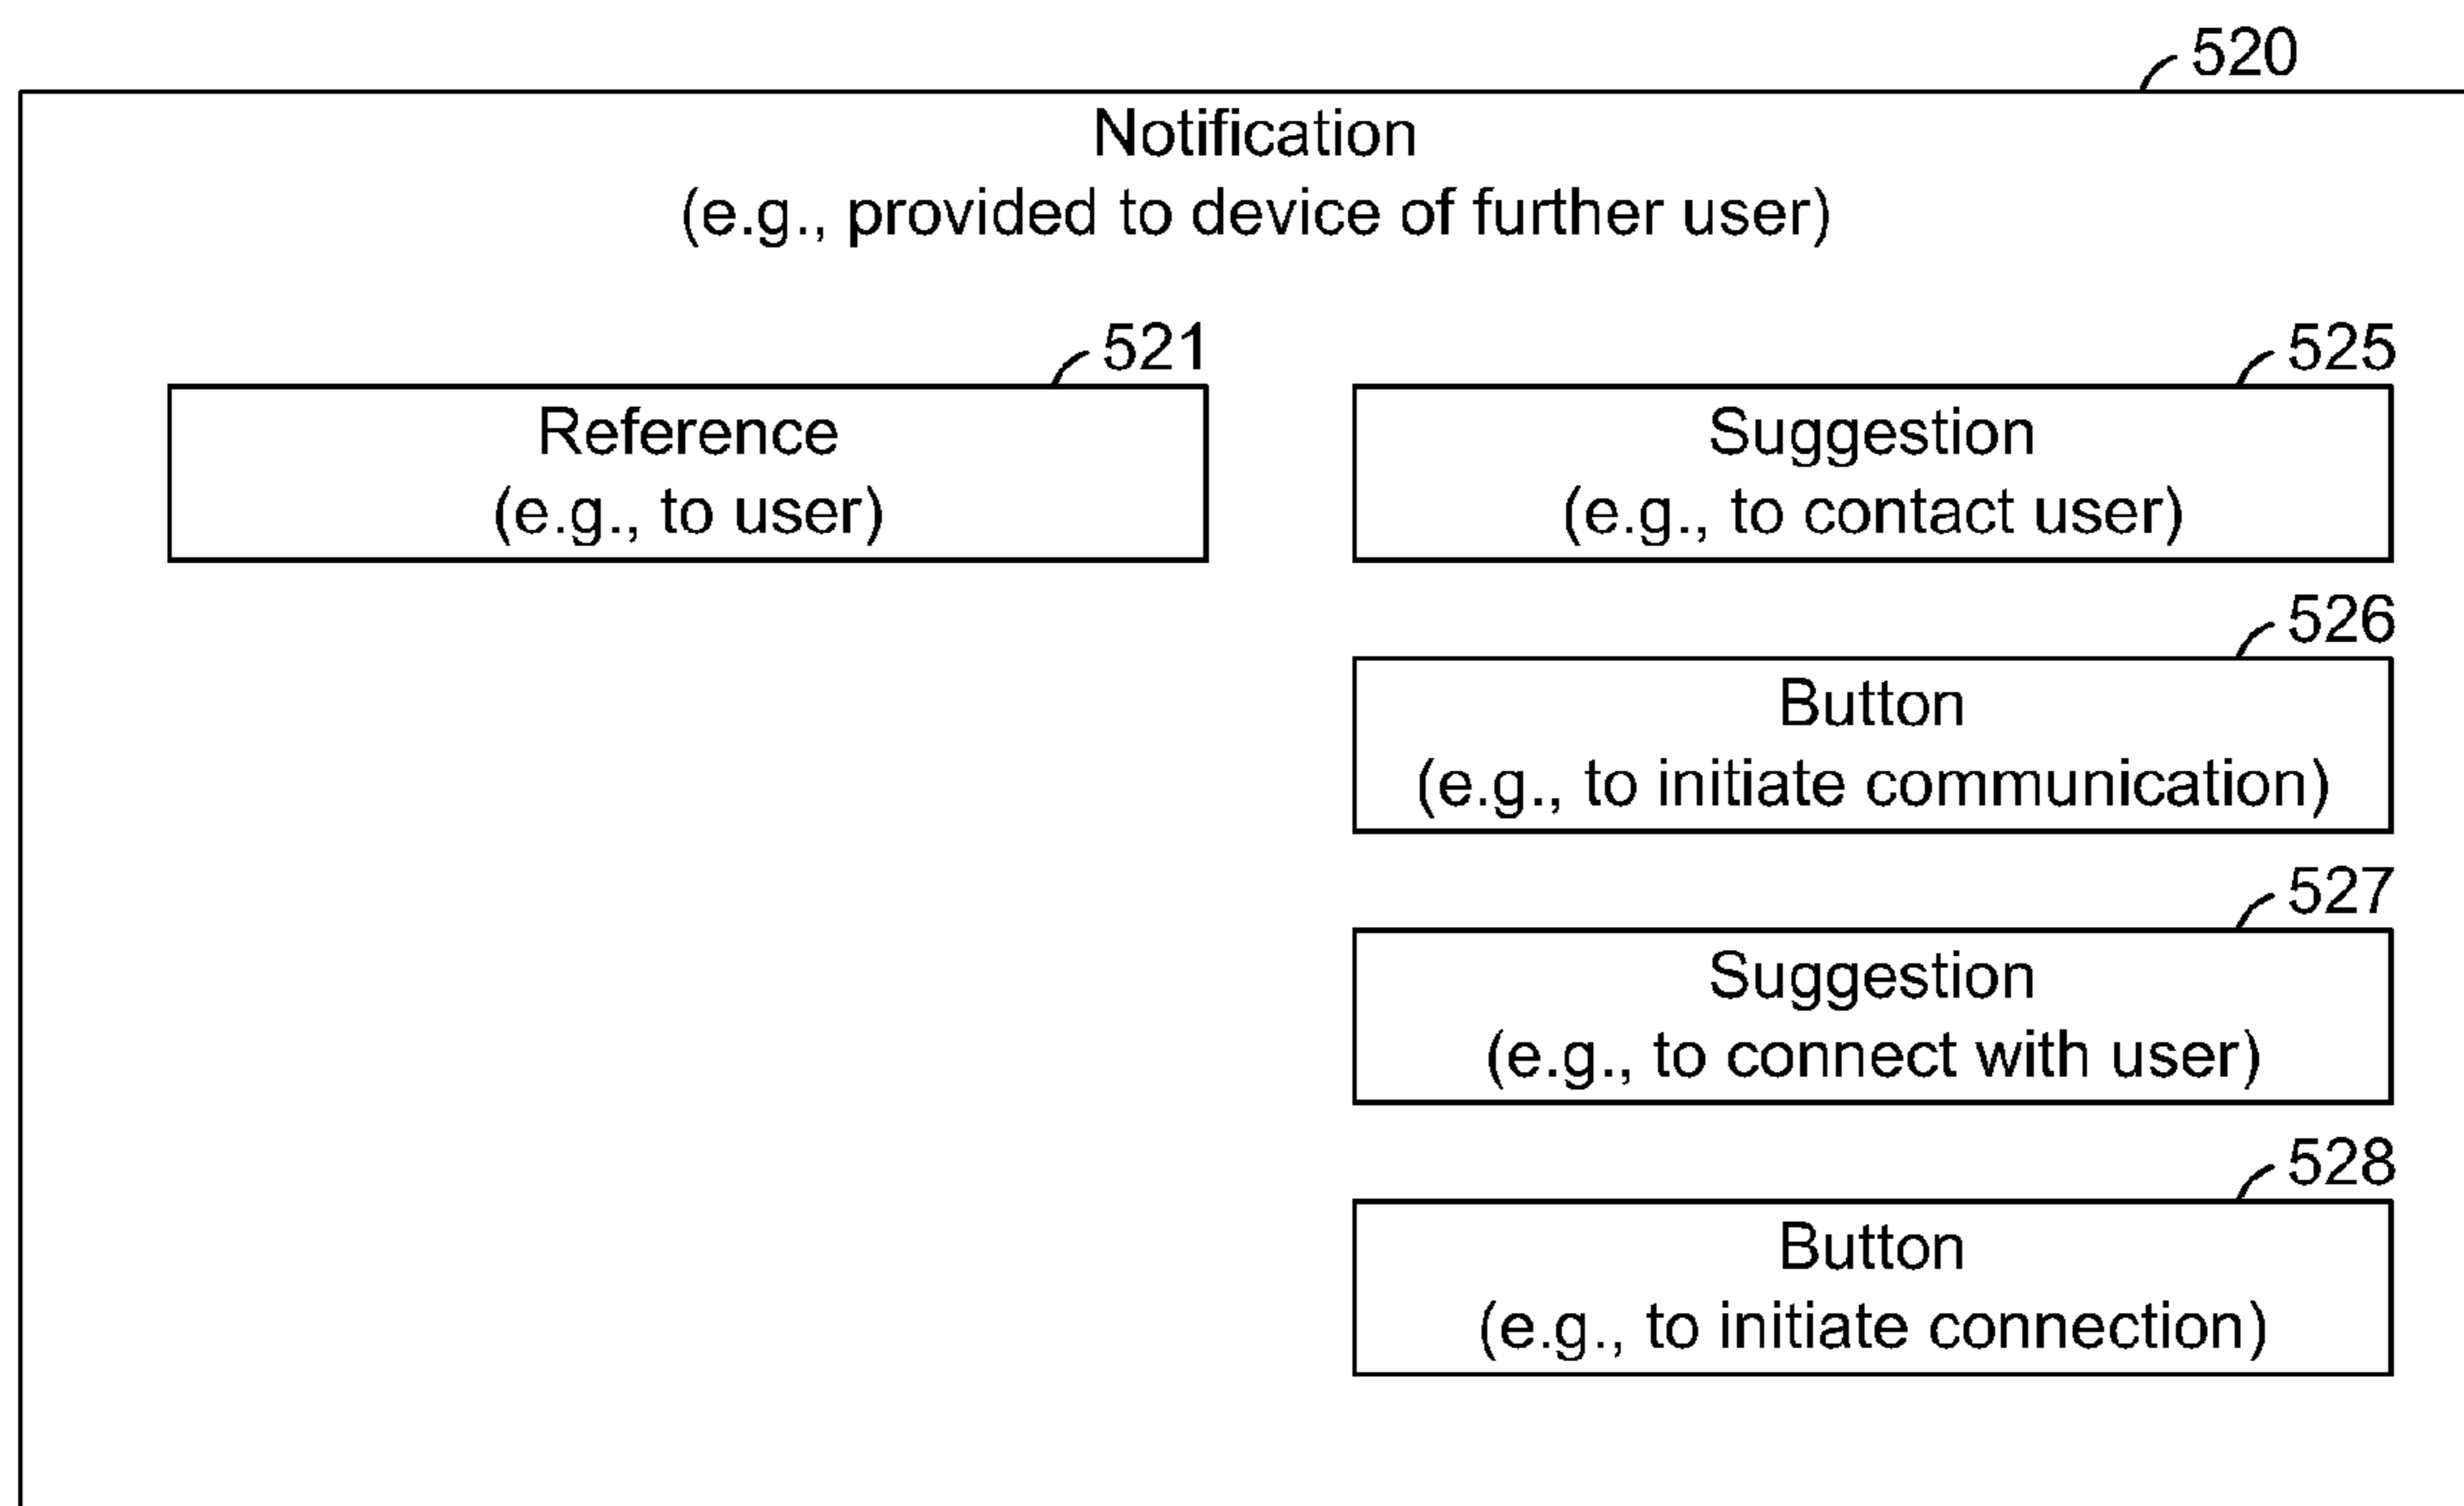 520
Notification
(e.g., provided to device of further user)
521
Reference
(e.g., to user)
525
Suggestion
(e.g., to contact user)
526
Button
(e.g., to initiate communication)
527
Suggestion
(e.g., to connect with user)
528
Button
(e.g., to initiate connection)